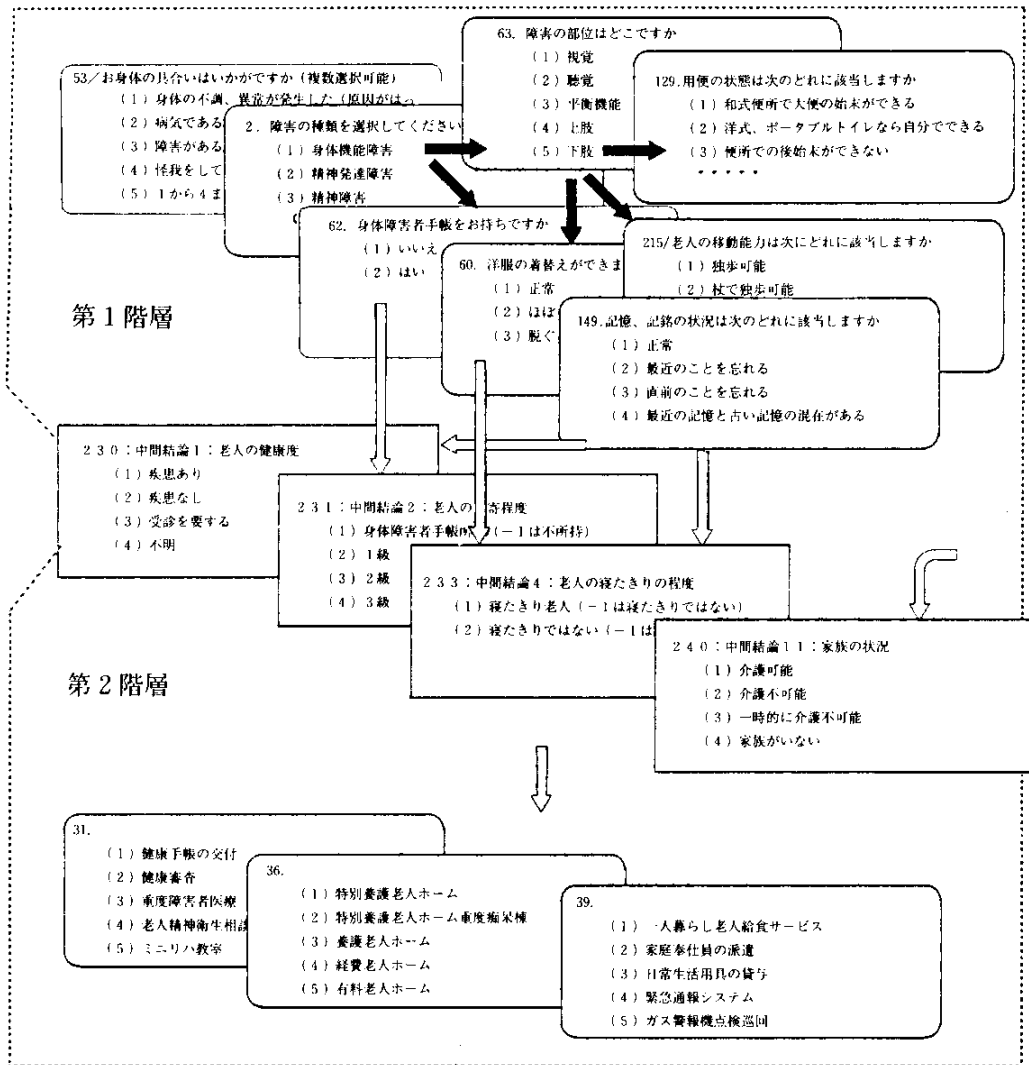 63. 障害の部位はどこですか
(1) 視覚
(2) 聴覚
(3) 平衡機能
(4) 上肢
(5) 下肢
53/お身体の具合いはいかがですか (複数選択可能)
(1) 身体の不調、異常が発生した (原因がはっ
(2) 病気である
(3) 障害がある
(4) 怪我をして
(5) 1から4ま
129.用便の状態は次のどれに該当しますか
(1) 和式便所で大便の始末ができる
(2) 洋式、ポータブルトイレなら自分でできる
(3) 便所での後始末ができない
・・・・・
2. 障害の種類を選択してください
(1) 身体機能障害
(2) 精神発達障害
(3) 精神障害
62. 身体障害者手帳をお持ちですか
(1) いいえ
(2) はい
60. 洋服の着替えができま
(1) 正常
(2) ほぼ
(3) 脱ぐ
215/老人の移動能力は次にどれに該当しますか
(1) 独歩可能
(2) 杖で独歩可能
149.記憶、記銘の状況は次のどれに該当しますか
(1) 正常
(2) 最近のことを忘れる
(3) 直前のことを忘れる
(4) 最近の記憶と古い記憶の混在がある
第1階層
230:中間結論1:老人の健康度
(1) 疾患あり
(2) 疾患なし
(3) 受診を要する
(4) 不明
231:中間結論2:老人の 害程度
(1) 身体障害者手帳所 (-1は不所持)
(2) 1級
(3) 2級
(4) 3級
233:中間結論4:老人の寝たきりの程度
(1) 寝たきり老人 (-1は寝たきりではない)
(2) 寝たきりではない (-1は
240:中間結論11:家族の状況
(1) 介護可能
(2) 介護不可能
(3) 一時的に介護不可能
(4) 家族がいない
第2階層
31.
(1) 健康手帳の交付
(2) 健康審査
(3) 重度障害者医療
(4) 老人精神衛生相談
(5) ミニリハ教室
36.
(1) 特別養護老人ホーム
(2) 特別養護老人ホーム重度痴呆棟
(3) 養護老人ホーム
(4) 経費老人ホーム
(5) 有料老人ホーム
39.
(1) 一人暮らし老人給食サービス
(2) 家庭奉仕員の派遣
(3) 日常生活用具の貸与
(4) 緊急通報システム
(5) ガス警報機点検巡回